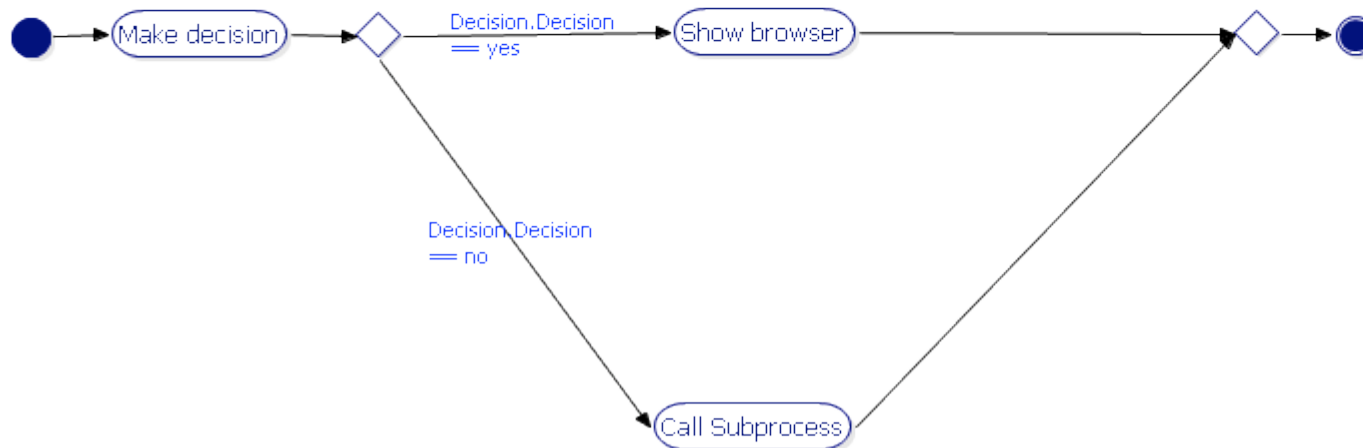 Make decision
Decision.Decision
== yes
Show browser
Decision.Decision
== no
Call Subprocess